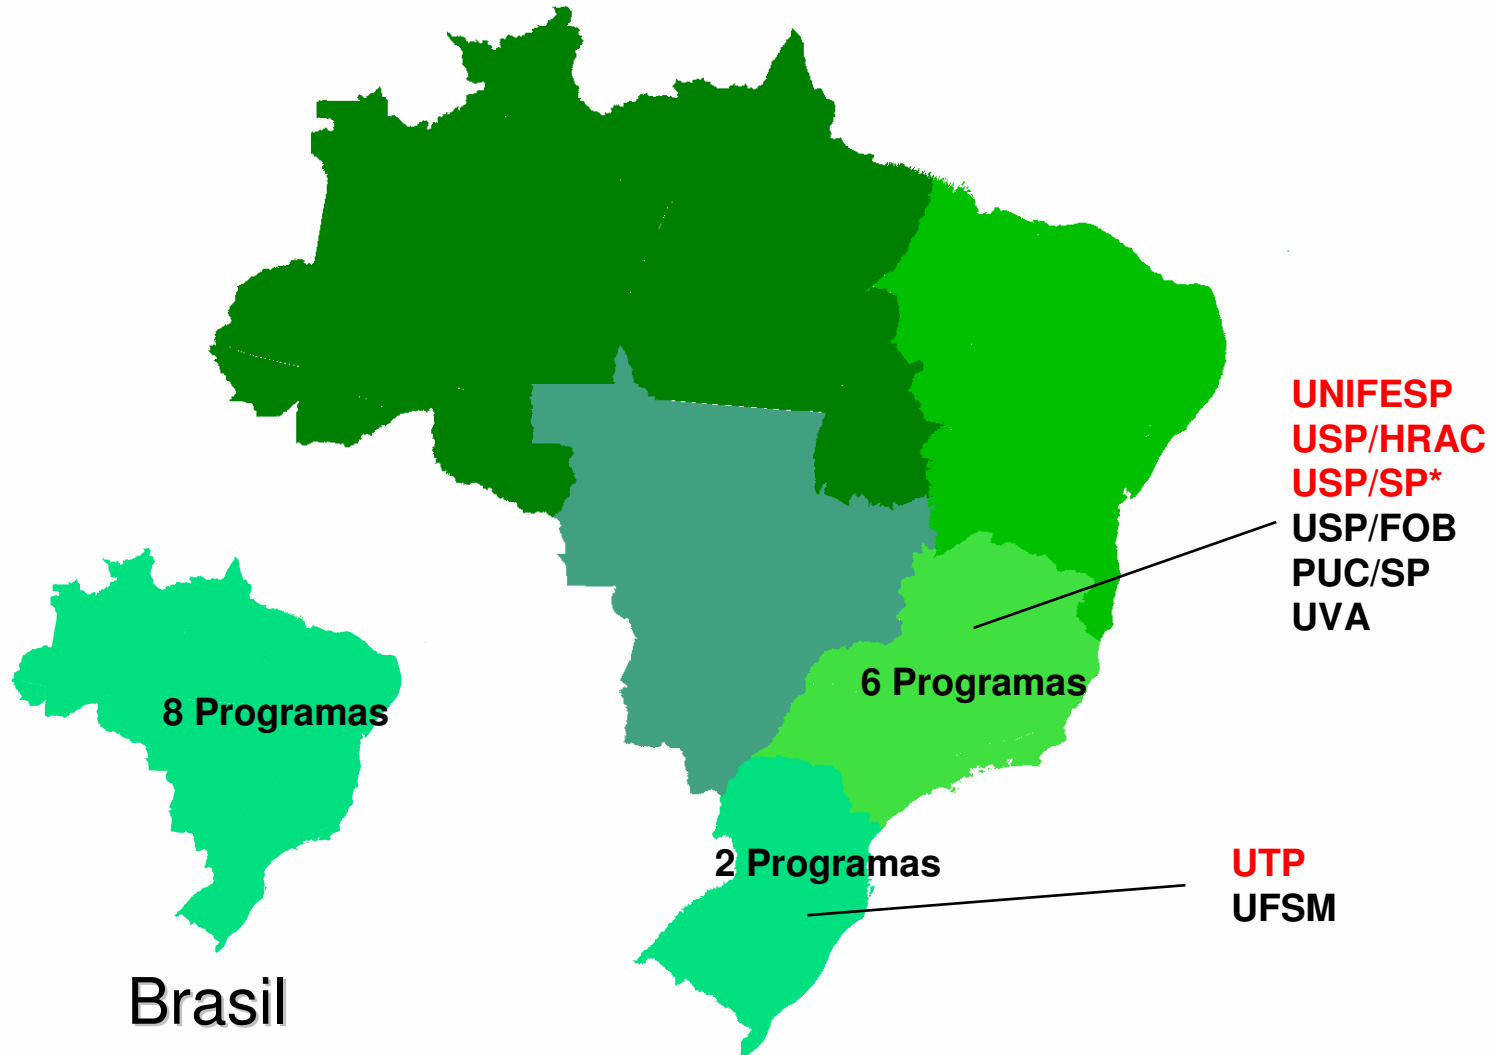 UNIFESP
USP/HRAC
USP/SP*
USP/FOB
PUC/SP
UVA
6 Programas
8 Programas
2 Programas
UTP
UFSM
Brasil